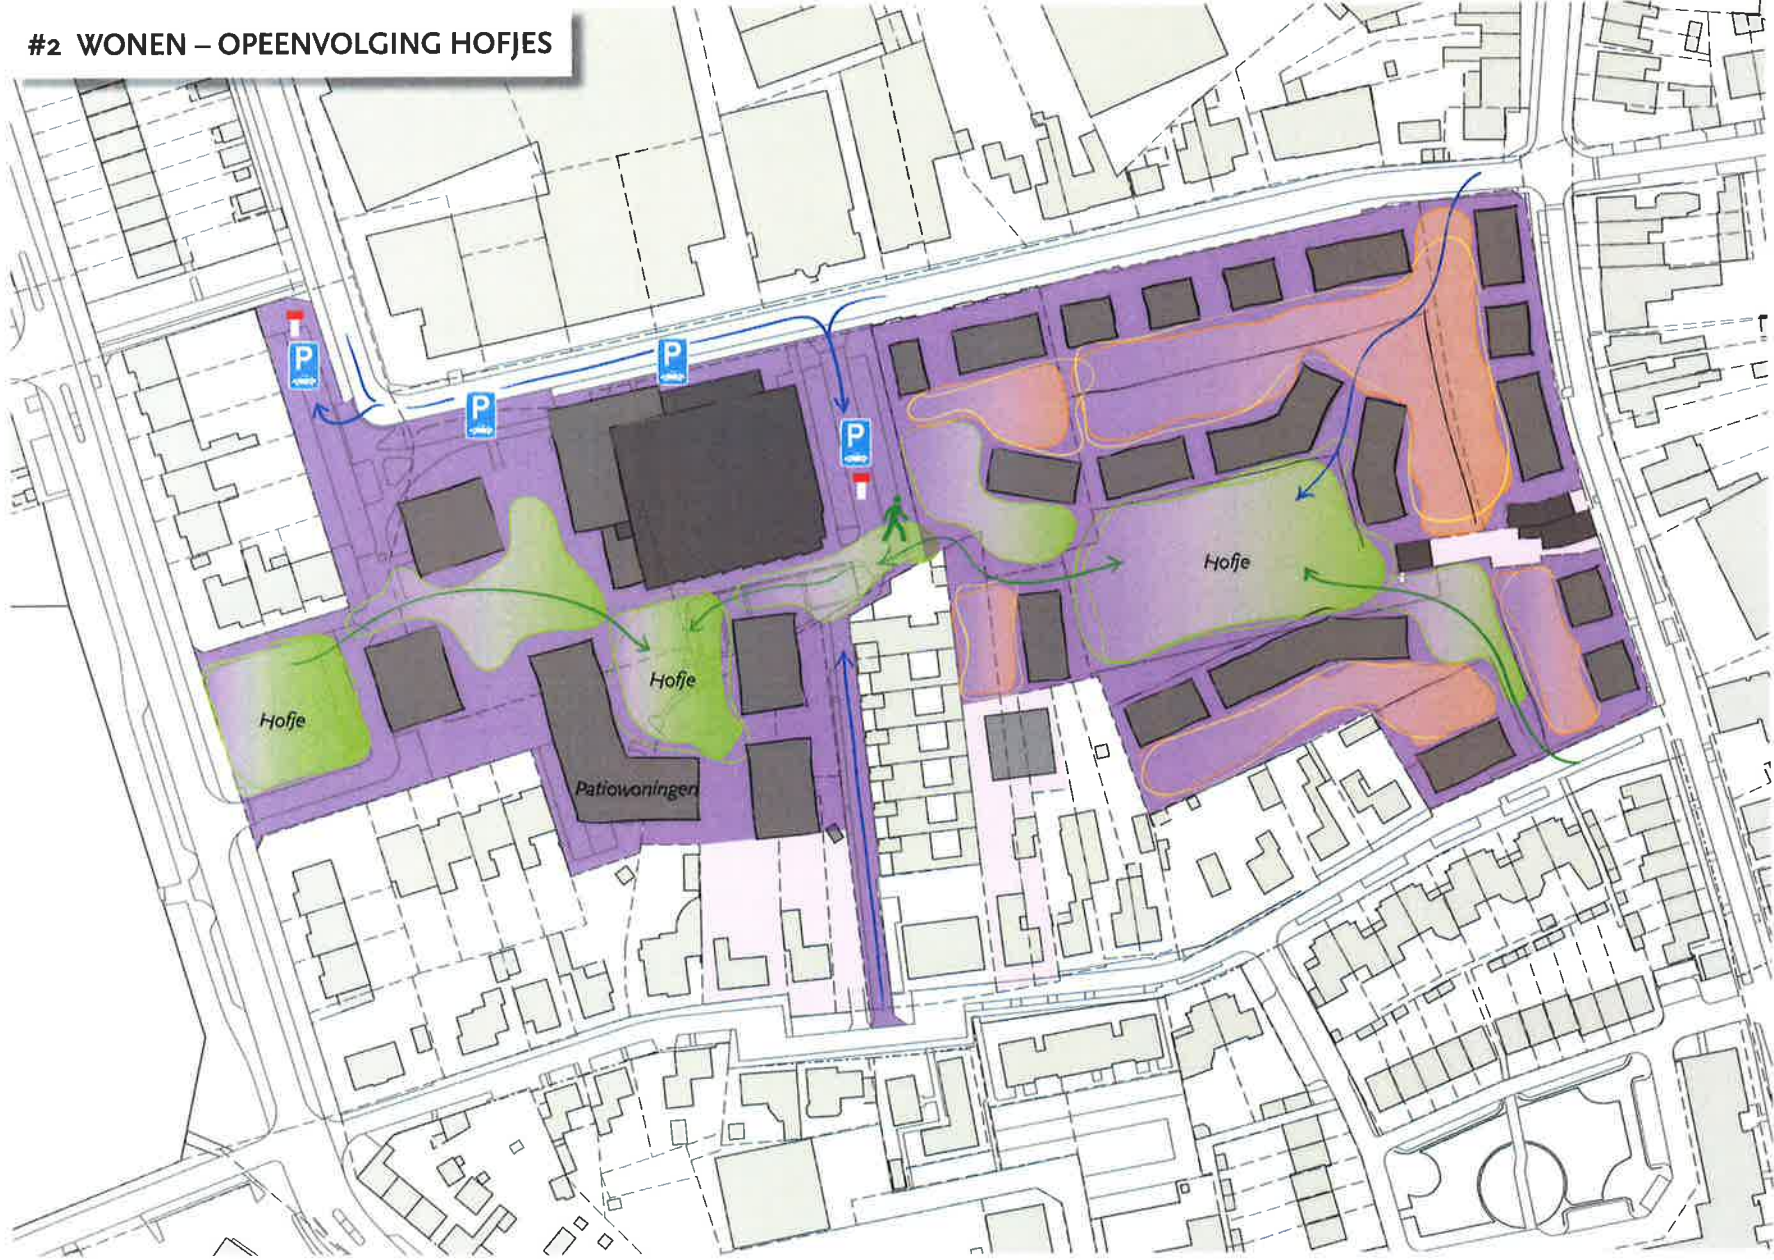 #2 WONEN – OPEENVOLGING HOFJES
P
P
P
P
Hofje
Hofje
Hofje
Patiowoningen